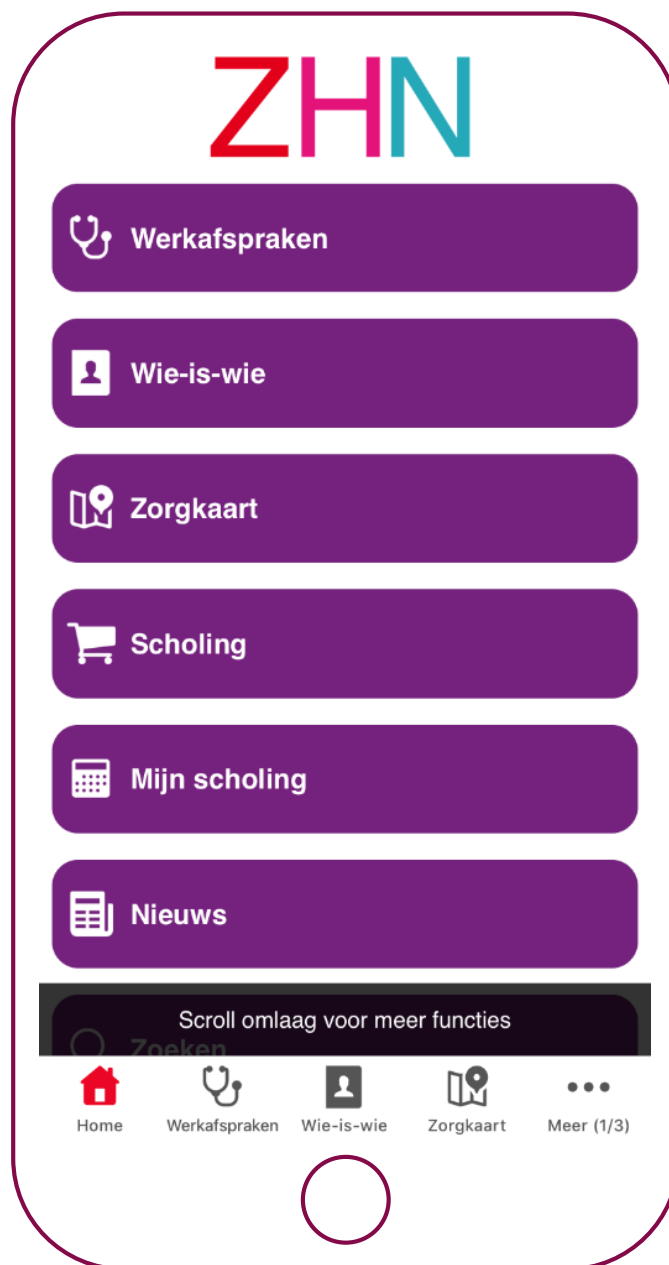 ZHN
Werkafspraken
Wie-is-wie
Zorgkaart
Scholing
Mijn scholing
Nieuws
Scroll omlaag voor meer functies
Zoeken
Home Werkafspraken Wie-is-wie Zorgkaart Meer (1/3)